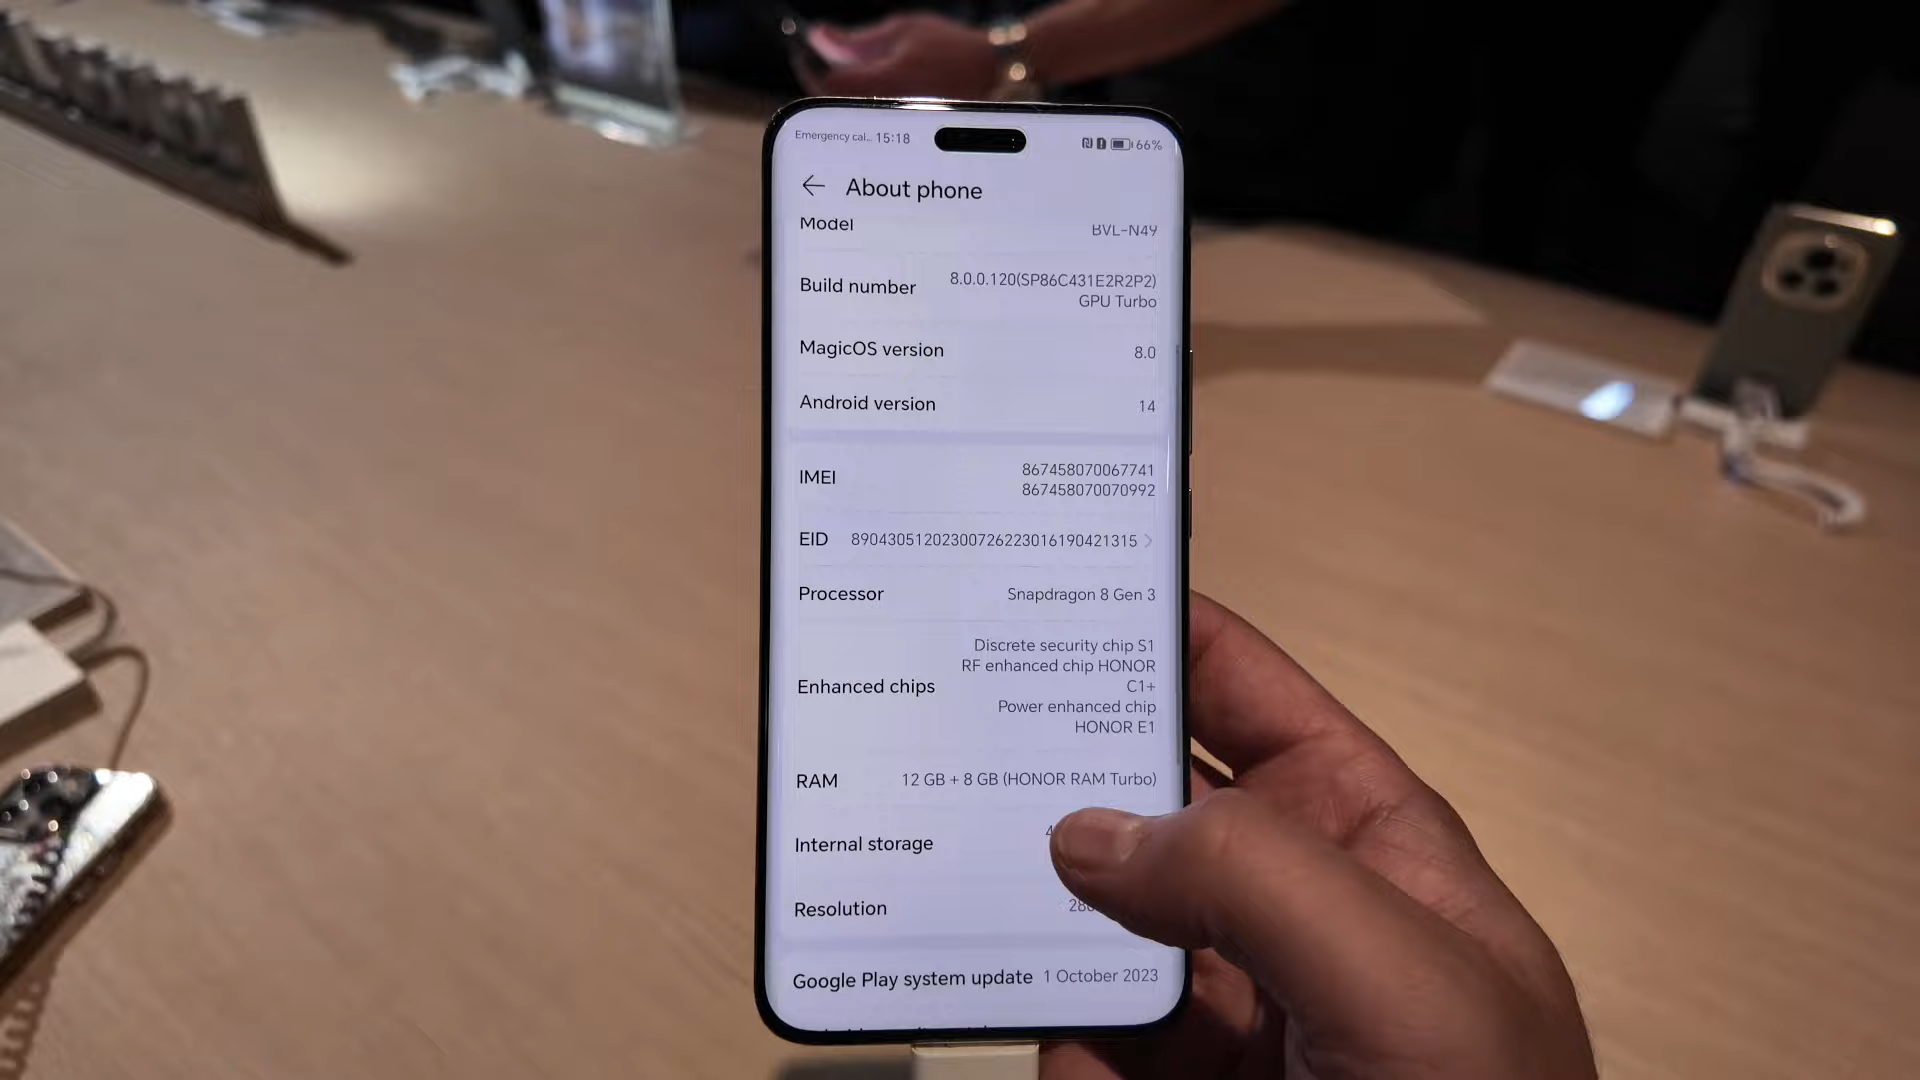 Emergency cal... 15:18
66%
About phone
Model BVL-N49
Build number 8.0.0.120(SP86C431E2R2P2)
GPU Turbo
MagicOS version 8.0
Android version 14
IMEI 867458070067741
867458070070992
EID 89043051202300726223016190421315
Processor Snapdragon 8 Gen 3
Discrete security chip S1
RF enhanced chip HONOR
Enhanced chips C1+
Power enhanced chip
HONOR E1
RAM 12 GB + 8 GB (HONOR RAM Turbo)
Internal storage
Resolution
Google Play system update 1 October 2023